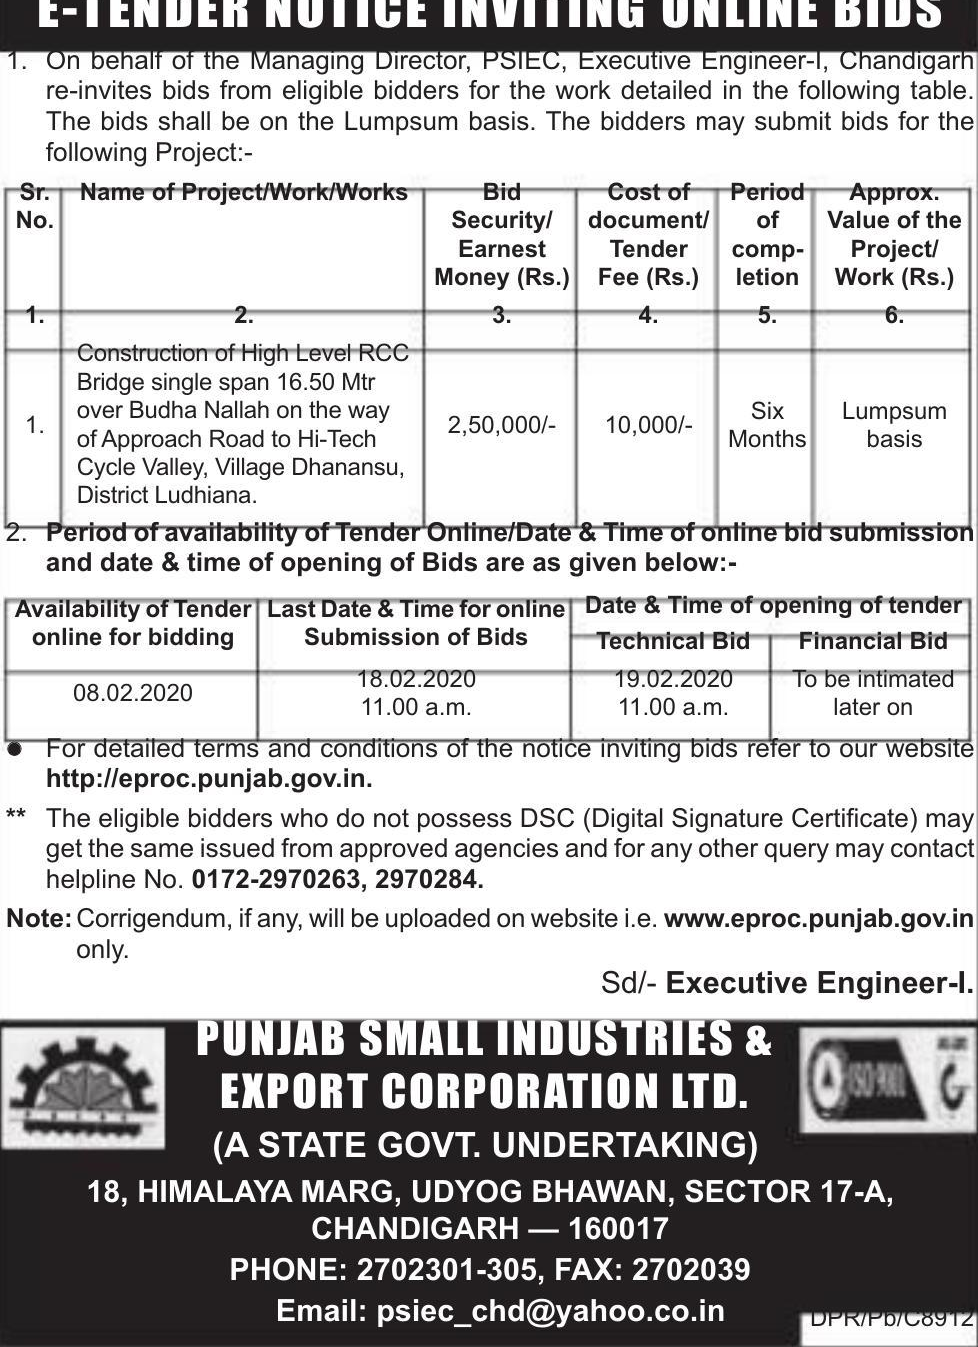 E-TENDER NOTICE INVITING ONLINE BIDS
1. On behalf of the Managing Director, PSIEC, Executive Engineer-I, Chandigarh
re-invites bids from eligible bidders for the work detailed in the following table.
The bids shall be on the Lumpsum basis. The bidders may submit bids for the
following Project:-
Sr. No. | Name of Project/Work/Works | Bid Security/ Earnest Money (Rs.) | Cost of document/ Tender Fee (Rs.) | Period of comp- letion | Approx. Value of the Project/ Work (Rs.)
1. | 2. | 3. | 4. | 5. | 6.
1. | Construction of High Level RCC Bridge single span 16.50 Mtr over Budha Nallah on the way of Approach Road to Hi-Tech Cycle Valley, Village Dhanansu, District Ludhiana. | 2,50,000/- | 10,000/- | Six Months | Lumpsum basis
2. Period of availability of Tender Online/Date & Time of online bid submission
and date & time of opening of Bids are as given below:-
Availability of Tender online for bidding | Last Date & Time for online Submission of Bids | Date & Time of opening of tender
Technical Bid | Financial Bid
08.02.2020 | 18.02.2020 11.00 a.m. | 19.02.2020 11.00 a.m. | To be intimated later on
● For detailed terms and conditions of the notice inviting bids refer to our website
http://eproc.punjab.gov.in.
** The eligible bidders who do not possess DSC (Digital Signature Certificate) may
get the same issued from approved agencies and for any other query may contact
helpline No. 0172-2970263, 2970284.
Note: Corrigendum, if any, will be uploaded on website i.e. www.eproc.punjab.gov.in
only.
Sd/- Executive Engineer-I.
PUNJAB SMALL INDUSTRIES &
EXPORT CORPORATION LTD.
(A STATE GOVT. UNDERTAKING)
18, HIMALAYA MARG, UDYOG BHAWAN, SECTOR 17-A,
CHANDIGARH — 160017
PHONE: 2702301-305, FAX: 2702039
Email: psiec_chd@yahoo.co.in
DPR/Pb/C8912